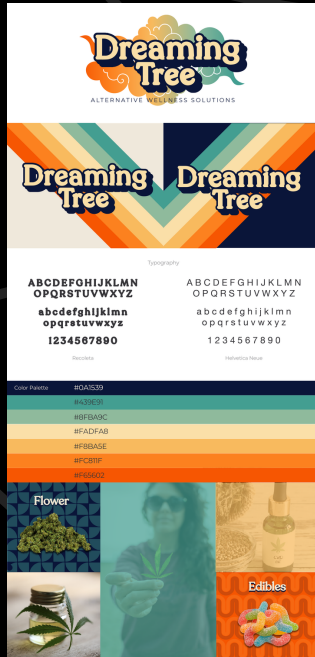 Dreaming
Tree
ALTERNATIVE WELLNESS SOLUTIONS
Dreaming
Tree
Dreaming
Tree
Typography
ABCDEFGHIJKLMN
OPQRSTUVWXYZ
abcdefghijklm
opqrstuvwxyz
1234567890
Recoleta
ABCDEFGHIJKLMN
OPQRSTUVWXYZ
abcdefghijklmn
opqrstuvwxyz
1234567890
Helvetica Neue
Color Palette
#0A1539
#439E91
#8FBA9C
#FADFA8
#F8BA5E
#FC811F
#F65602
Flower
Edibles